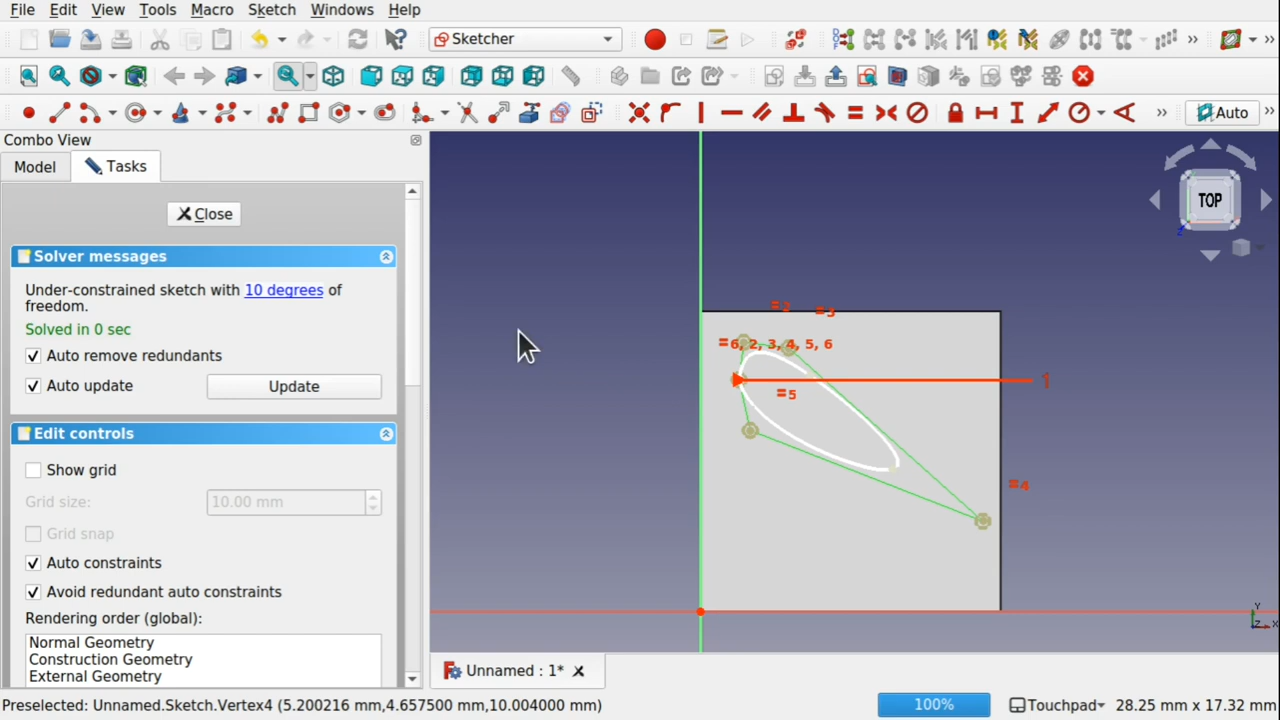 File Edit View Tools Macro Sketch Windows Help
Sketcher
Auto
Combo View
Model Tasks
Close
Solver messages
Under-constrained sketch with 10 degrees of
freedom.
Solved in 0 sec
Auto remove redundants
Auto update Update
Edit controls
Show grid
Grid size: 10.00 mm
Grid snap
Auto constraints
Avoid redundant auto constraints
Rendering order (global):
Normal Geometry
Construction Geometry
External Geometry
TOP
Z
=3
=6, 2, 3, 4, 5, 6
1
=5
=4
Y
Z X
Unnamed : 1*
Preselected: Unnamed.Sketch.Vertex4 (5.200216 mm,4.657500 mm,10.004000 mm) 100% Touchpad 28.25 mm x 17.32 mm